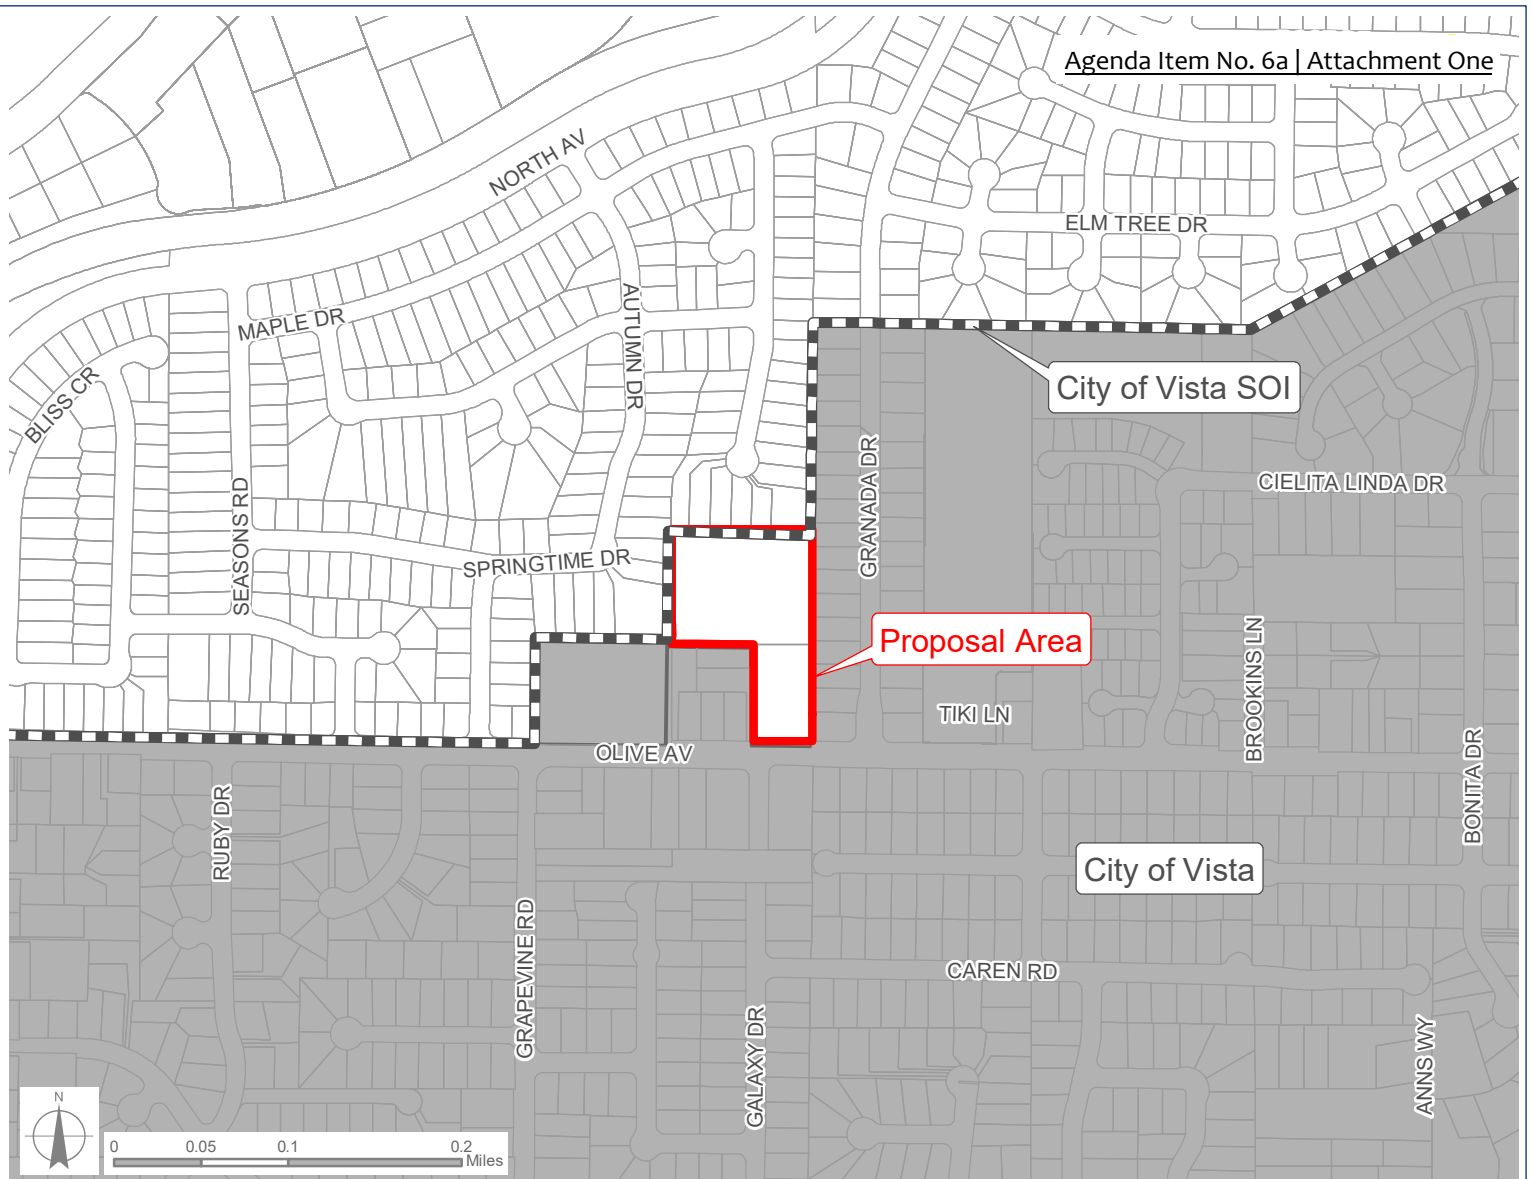 Agenda Item No. 6a | Attachment One
NORTH AV
ELM TREE DR
MAPLE DR
AUTUMN DR
BLISS CR
City of Vista SOI
GRANADA DR
CIELITA LINDA DR
SEASONS RD
SPRINGTIME DR
Proposal Area
BROOKINS LN
TIKI LN
OLIVE AV
BONITA DR
RUBY DR
City of Vista
GRAPEVINE RD
CAREN RD
GALAXY DR
ANNS WY
N
0 0.05 0.1 0.2
Miles